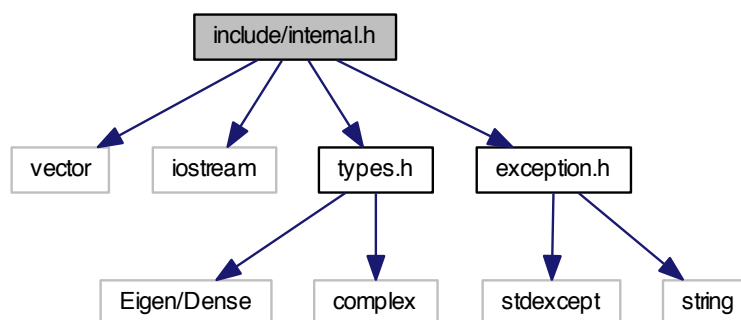 include/internal.h
vector
iostream
types.h
exception.h
Eigen/Dense
complex
stdexcept
string